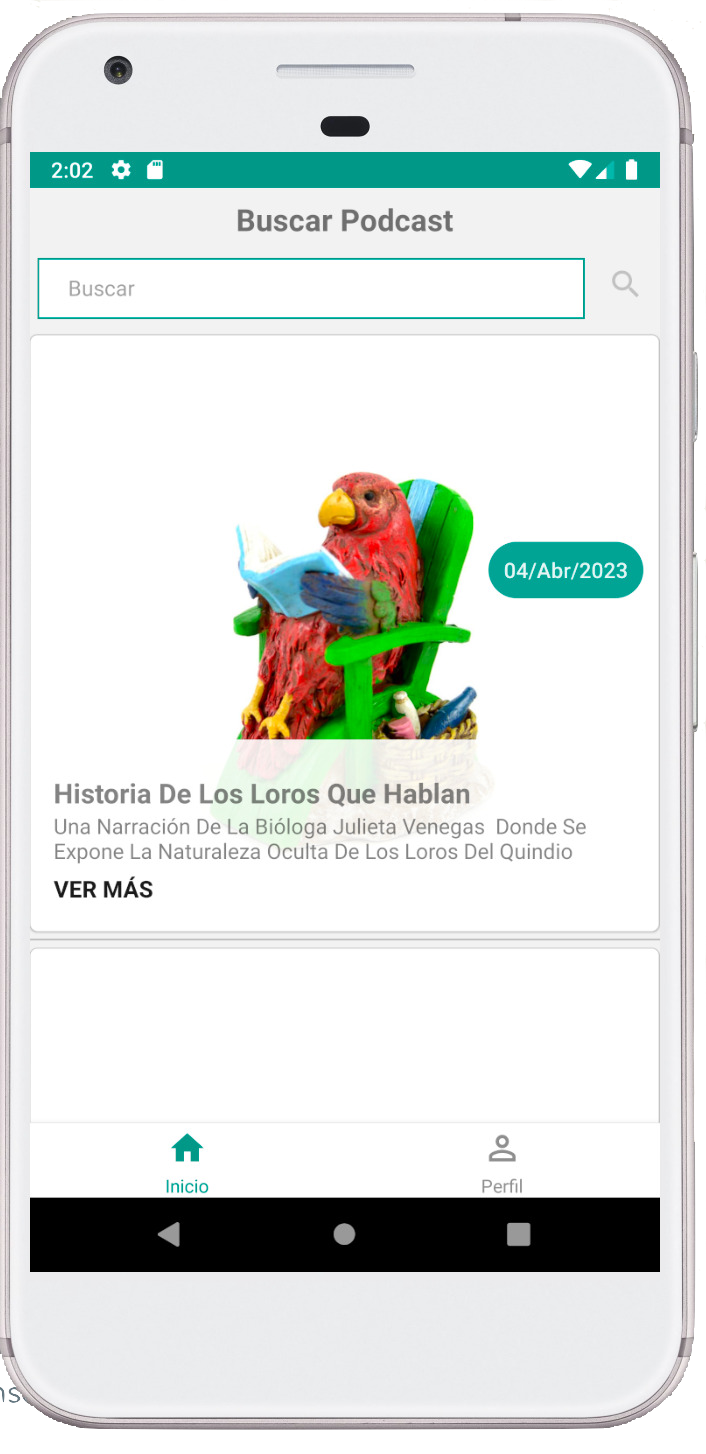 2:02
Buscar Podcast
Buscar
04/Abr/2023
Historia De Los Loros Que Hablan
Una Narración De La Bióloga Julieta Venegas  Donde Se
Expone La Naturaleza Oculta De Los Loros Del Quindio
VER MÁS
Inicio
Perfil